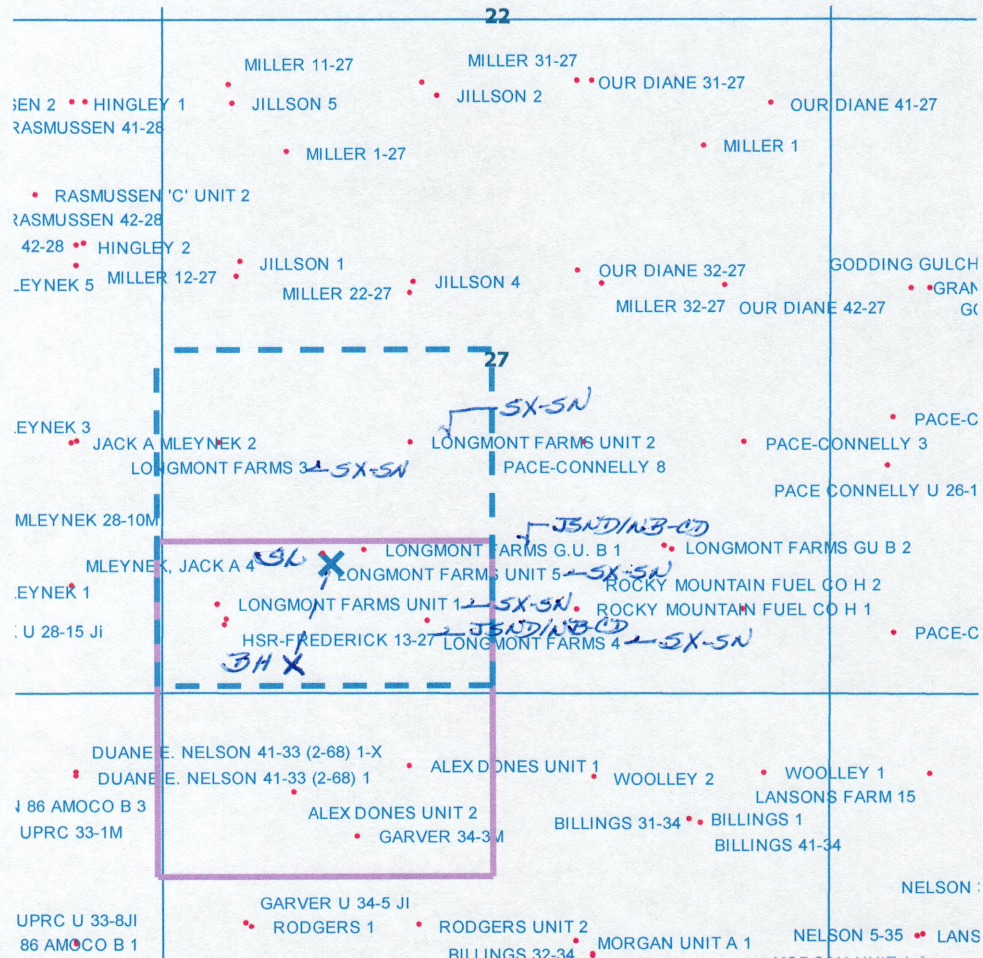 22
MILLER 11-27
MILLER 31-27
OUR DIANE 31-27
SEN 2
HINGLEY 1
JILLSON 5
JILLSON 2
OUR DIANE 41-27
RASMUSSEN 41-28
MILLER 1-27
MILLER 1
RASMUSSEN 'C' UNIT 2
RASMUSSEN 42-28
42-28
HINGLEY 2
JILLSON 1
OUR DIANE 32-27
GODDING GULCH
LEYNEK 5
MILLER 12-27
MILLER 22-27
JILLSON 4
GRAN
MILLER 32-27
OUR DIANE 42-27
GO
27
SX-SN
LEYNEK 3
PACE-C
JACK A MLEYNEK 2
LONGMONT FARMS UNIT 2
PACE-CONNELLY 3
LONGMONT FARMS 3
SX-SN
PACE-CONNELLY 8
PACE CONNELLY U 26-1
MLEYNEK 28-10M
JSND/NB-CD
LONGMONT FARMS G.U. B 1
LONGMONT FARMS GU B 2
MLEYNEK, JACK A 4
SL
X
LONGMONT FARMS UNIT 5
SX-SN
ROCKY MOUNTAIN FUEL CO H 2
LEYNEK 1
LONGMONT FARMS UNIT 1
SX-SN
ROCKY MOUNTAIN FUEL CO H 1
U 28-15 Ji
HSR-FREDERICK 13-27
JSND/NB-CD
LONGMONT FARMS 4
SX-SN
PACE-C
BH X
DUANE E. NELSON 41-33 (2-68) 1-X
ALEX DONES UNIT 1
DUANE E. NELSON 41-33 (2-68) 1
WOOLLEY 2
WOOLLEY 1
N 86 AMOCO B 3
LANSONS FARM 15
ALEX DONES UNIT 2
BILLINGS 31-34
BILLINGS 1
UPRC 33-1M
GARVER 34-3M
BILLINGS 41-34
NELSON
GARVER U 34-5 JI
UPRC U 33-8JI
RODGERS 1
RODGERS UNIT 2
NELSON 5-35
LANS
86 AMOCO B 1
MORGAN UNIT A 1
BILLINGS 32-34